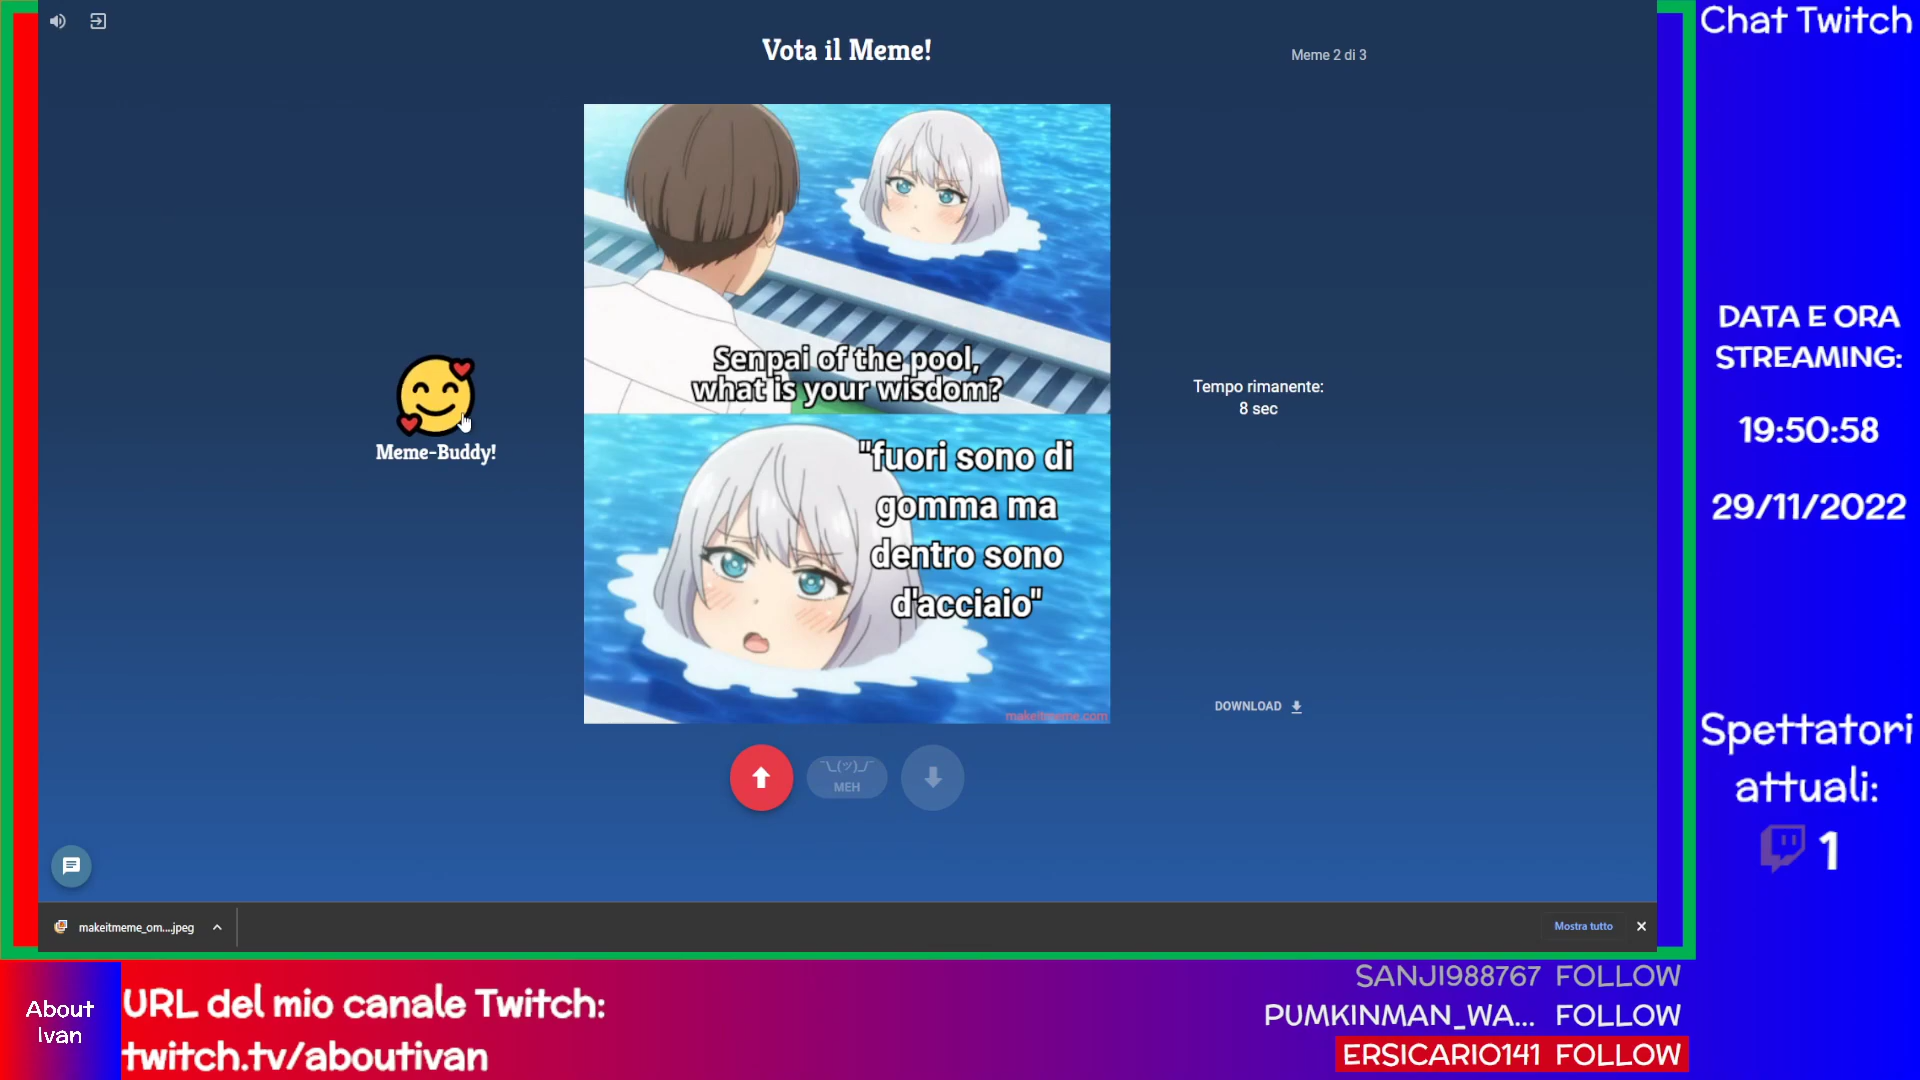 Vota il Meme!
Meme 2 di 3
Chat Twitch
Senpai of the pool,
what is your wisdom?
"fuori sono di
gomma ma
dentro sono
d'acciaio"
makeitmeme.com
Meme-Buddy!
Tempo rimanente:
8 sec
DOWNLOAD
¯\_(ツ)_/¯
MEH
DATA E ORA
STREAMING:
19:50:58
29/11/2022
Spettatori
attuali:
1
makeitmeme_om....jpeg
Mostra tutto
About
Ivan
URL del mio canale Twitch:
twitch.tv/aboutivan
SANJI988767 FOLLOW
PUMKINMAN_WA... FOLLOW
ERSICARIO141 FOLLOW